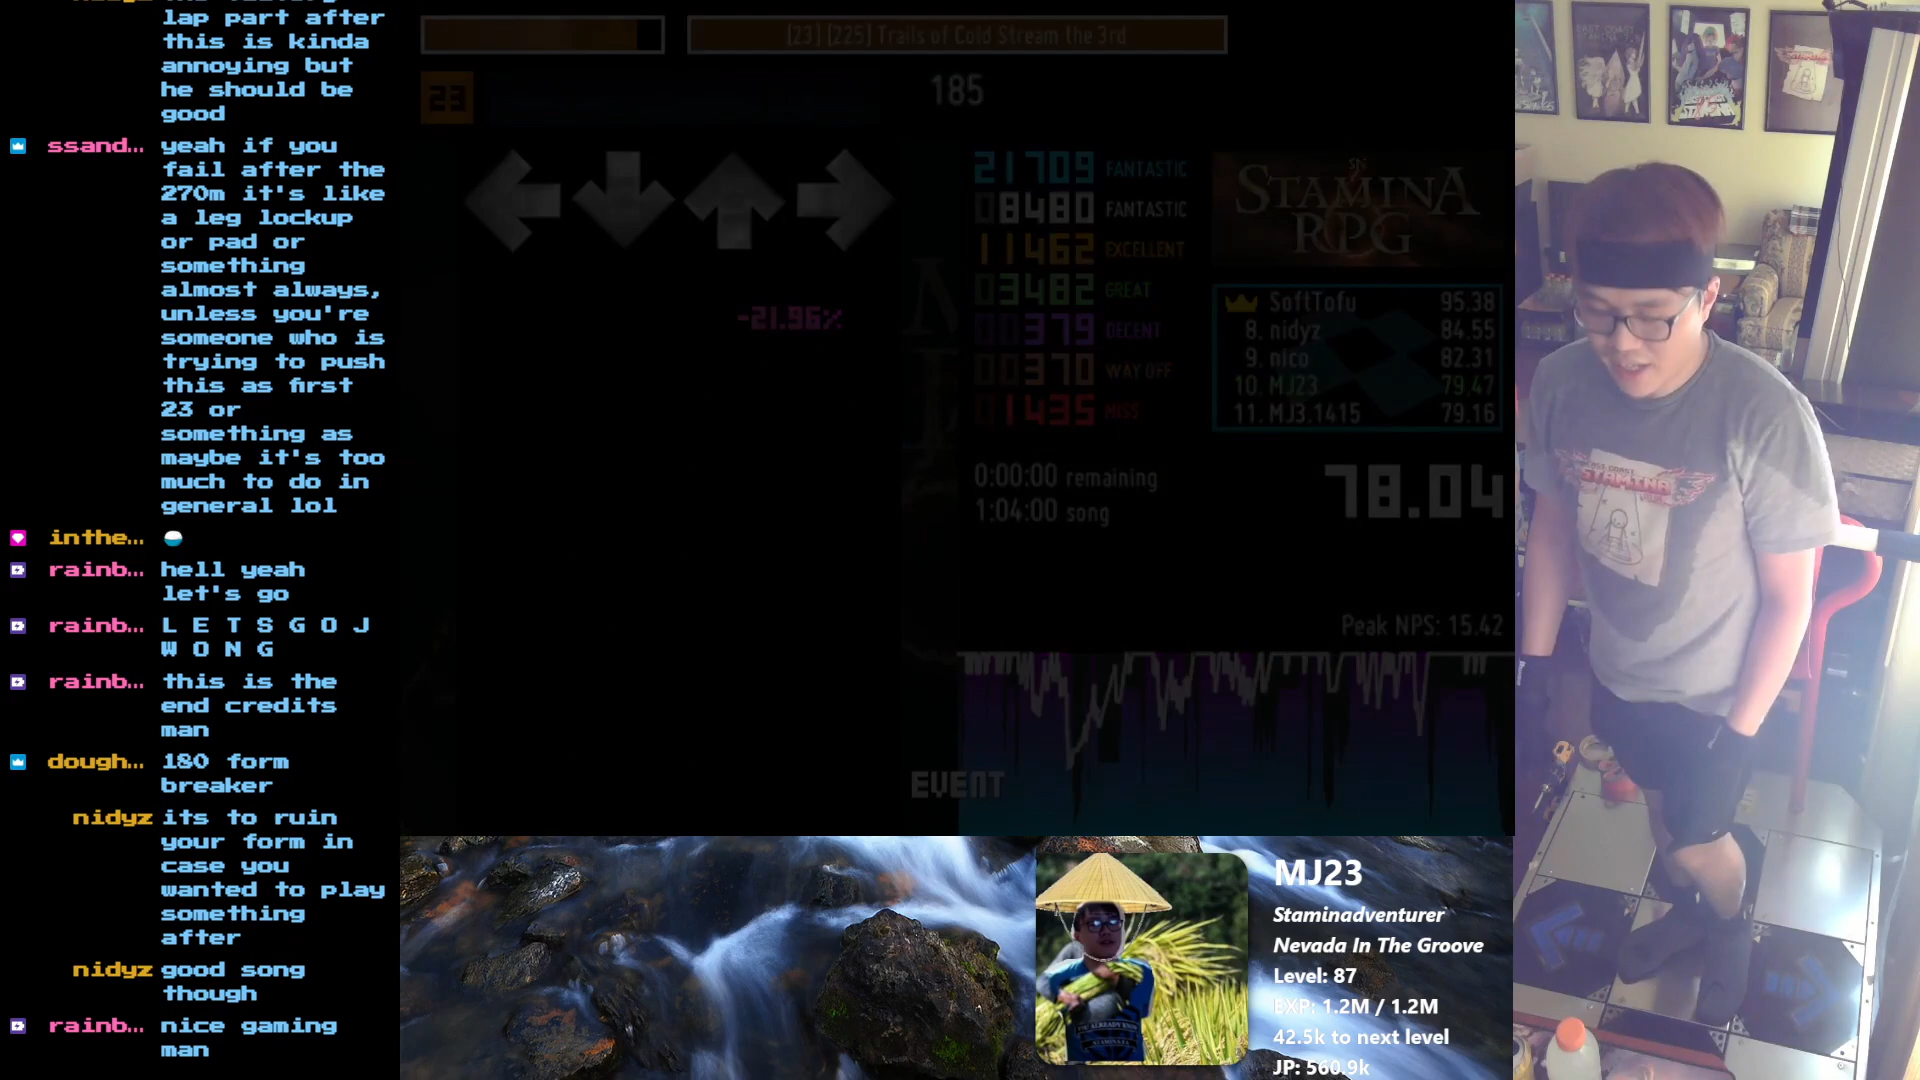 lap part after
this is kinda
annoying but
he should be
good
ssand... yeah if you
fail after the
270m it's like
a leg lockup
or pad or
something
almost always,
unless you're
someone who is
trying to push
this as first
23 or
something as
maybe it's too
much to do in
general lol
inthe...
rainb... hell yeah
let's go
rainb... L E T S G O J
W O N G
rainb... this is the
end credits
man
dough... 180 form
breaker
nidyz its to ruin
your form in
case you
wanted to play
something
after
nidyz good song
though
rainb... nice gaming
man
[23] [225] Trails of Cold Stream the 3rd
23
185
-21.96%
21709 FANTASTIC
08480 FANTASTIC
11462 EXCELLENT
03482 GREAT
00379 DECENT
00370 WAY OFF
01435 MISS
SN
STAMINA
RPG
SoftTofu 95.38
8. nidyz 84.55
9. nico 82.31
10. MJ23 79.47
11. MJ3.1415 79.16
0:00:00 remaining
1:04:00 song
78.04
Peak NPS: 15.42
EVENT
MJ23
Staminadventurer
Nevada In The Groove
Level: 87
EXP: 1.2M / 1.2M
42.5k to next level
JP: 560.9k
STAMINA